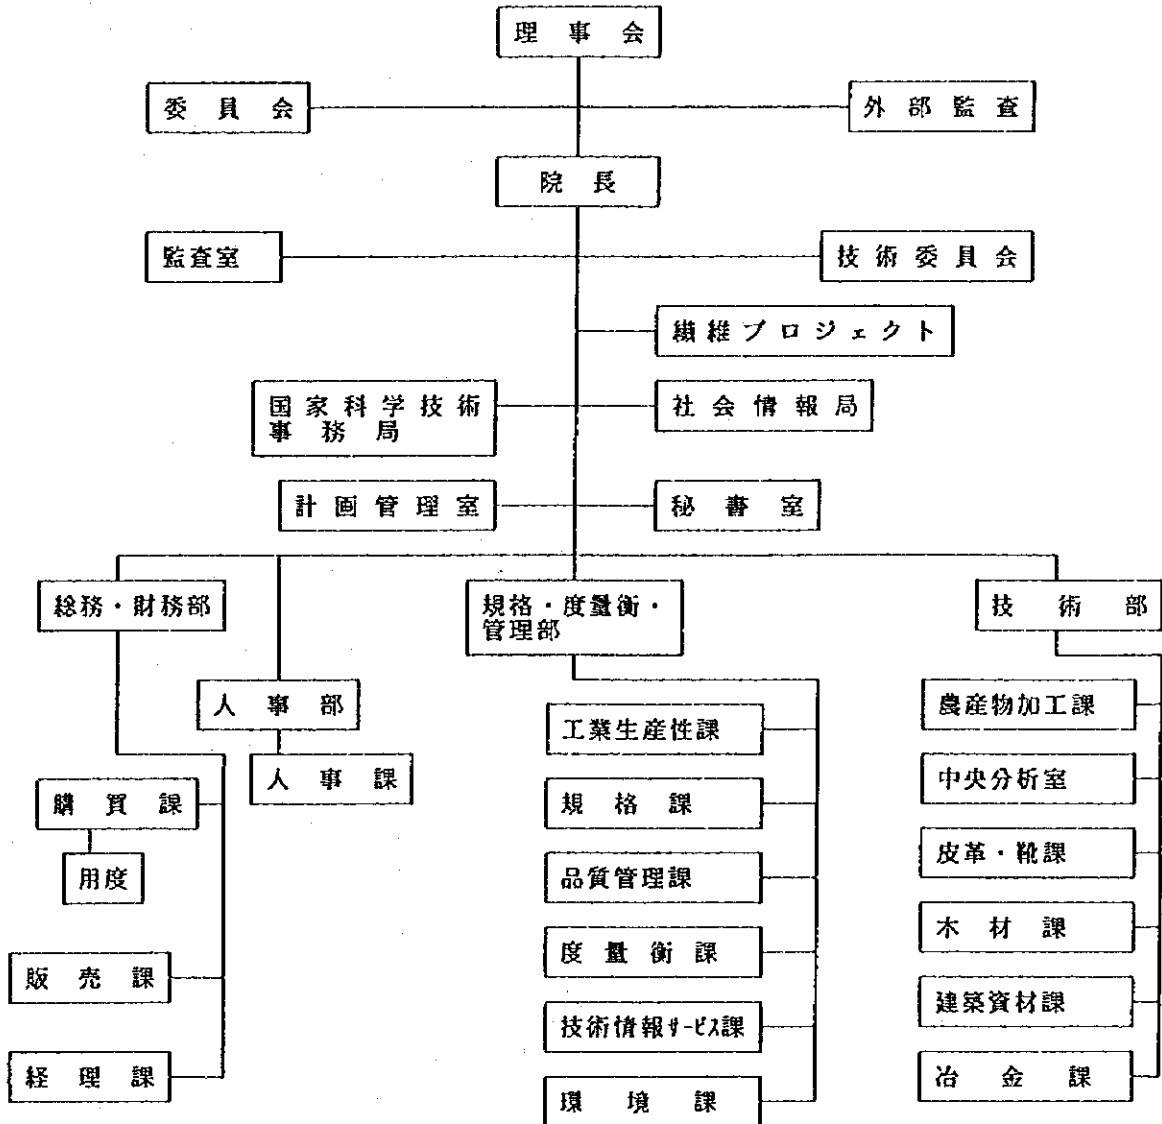 理事会
委員会
外部監査
院長
監査室
技術委員会
繊維プロジェクト
国家科学技術
事務局
社会情報局
計画管理室
秘書室
総務・財務部
規格・度量衡・
管理部
技術部
人事部
人事課
購買課
用度
販売課
経理課
工業生産性課
規格課
品質管理課
度量衡課
技術情報サービス課
環境課
農産物加工課
中央分析室
皮革・靴課
木材課
建築資材課
冶金課